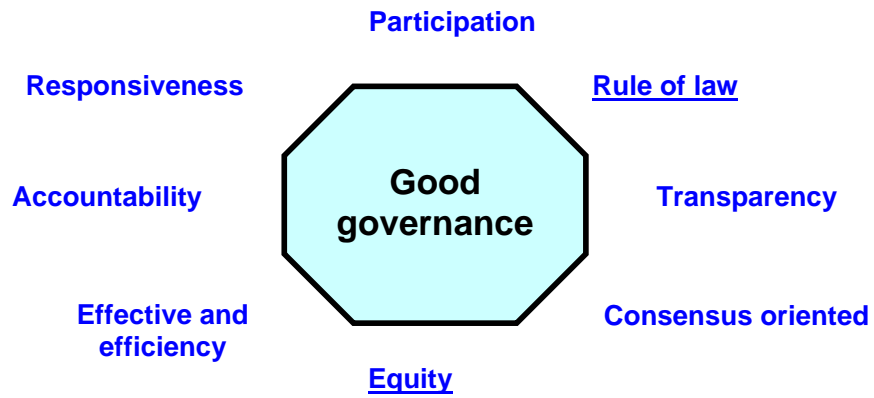 Participation
Responsiveness
Rule of law
Good
governance
Accountability
Transparency
Effective and
efficiency
Consensus oriented
Equity